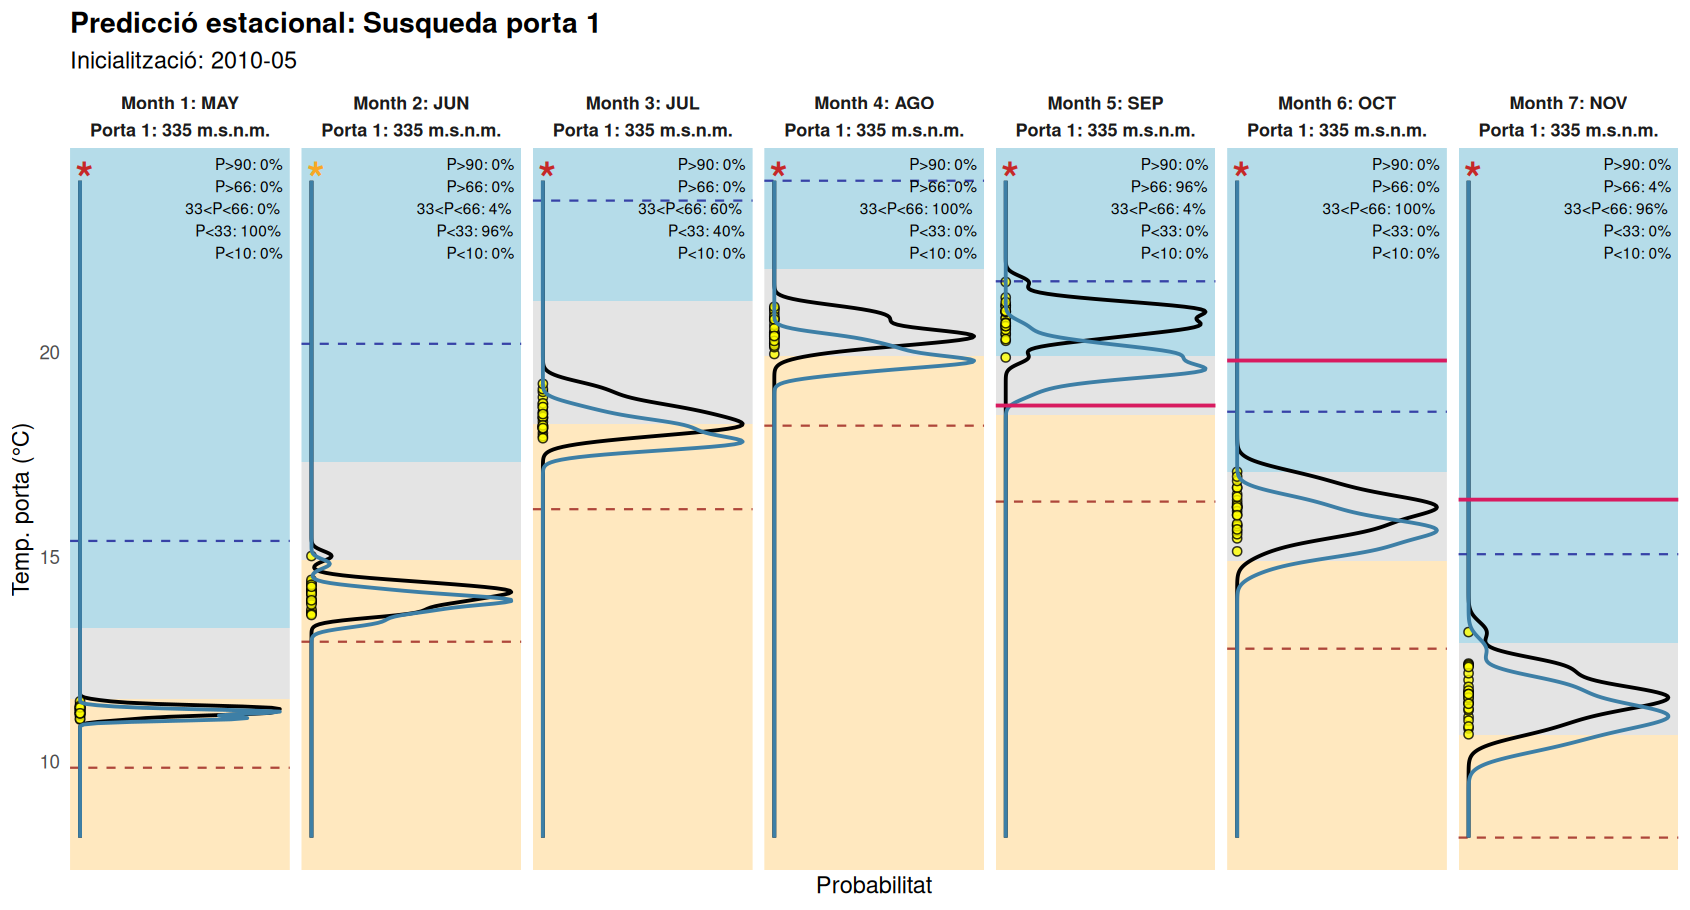 Predicció estacional: Susqueda porta 1
Inicialització: 2010-05
Month 1: MAY
Porta 1: 335 m.s.n.m.
*
P>90: 0%
P>66: 0%
33<P<66: 0%
P<33: 100%
P<10: 0%
Month 2: JUN
Porta 1: 335 m.s.n.m.
*
P>90: 0%
P>66: 0%
33<P<66: 4%
P<33: 96%
P<10: 0%
Month 3: JUL
Porta 1: 335 m.s.n.m.
*
P>90: 0%
P>66: 0%
33<P<66: 60%
P<33: 40%
P<10: 0%
Month 4: AGO
Porta 1: 335 m.s.n.m.
*
P>90: 0%
P>66: 0%
33<P<66: 100%
P<33: 0%
P<10: 0%
Month 5: SEP
Porta 1: 335 m.s.n.m.
*
P>90: 0%
P>66: 96%
33<P<66: 4%
P<33: 0%
P<10: 0%
Month 6: OCT
Porta 1: 335 m.s.n.m.
*
P>90: 0%
P>66: 0%
33<P<66: 100%
P<33: 0%
P<10: 0%
Month 7: NOV
Porta 1: 335 m.s.n.m.
*
P>90: 0%
P>66: 4%
33<P<66: 96%
P<33: 0%
P<10: 0%
Temp. porta (°C)
20
15
10
Probabilitat